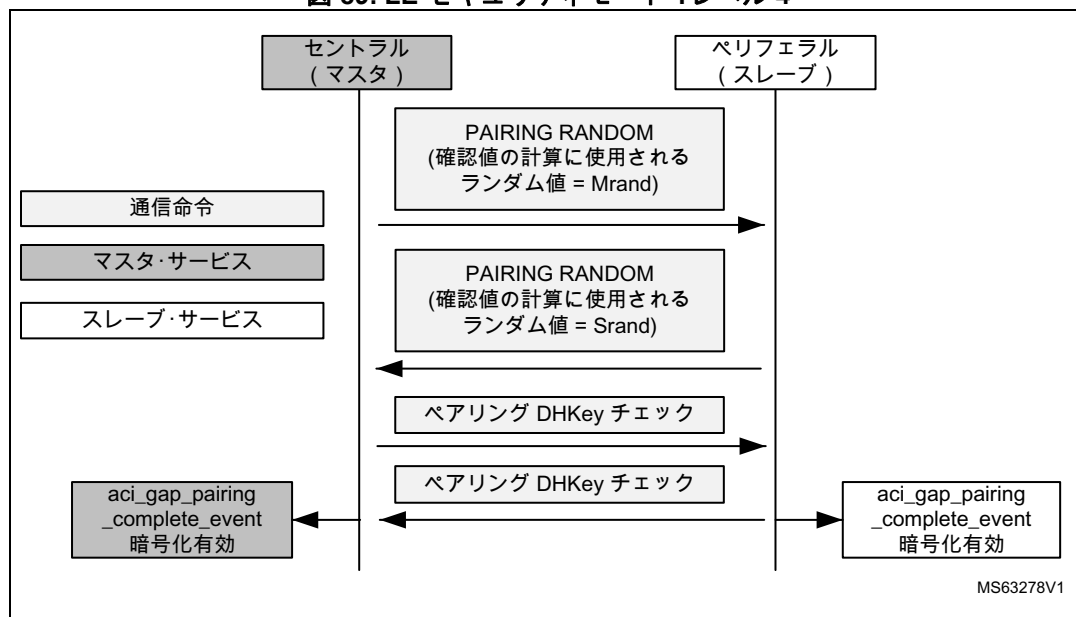 セントラル
(マスタ)
ペリフェラル
(スレーブ)
PAIRING RANDOM
(確認値の計算に使用される
ランダム値 = Mrand)
通信命令
マスタ・サービス
スレーブ・サービス
PAIRING RANDOM
(確認値の計算に使用される
ランダム値 = Srand)
ペアリング DHKey チェック
ペアリング DHKey チェック
aci_gap_pairing
_complete_event
暗号化有効
aci_gap_pairing
_complete_event
暗号化有効
MS63278V1